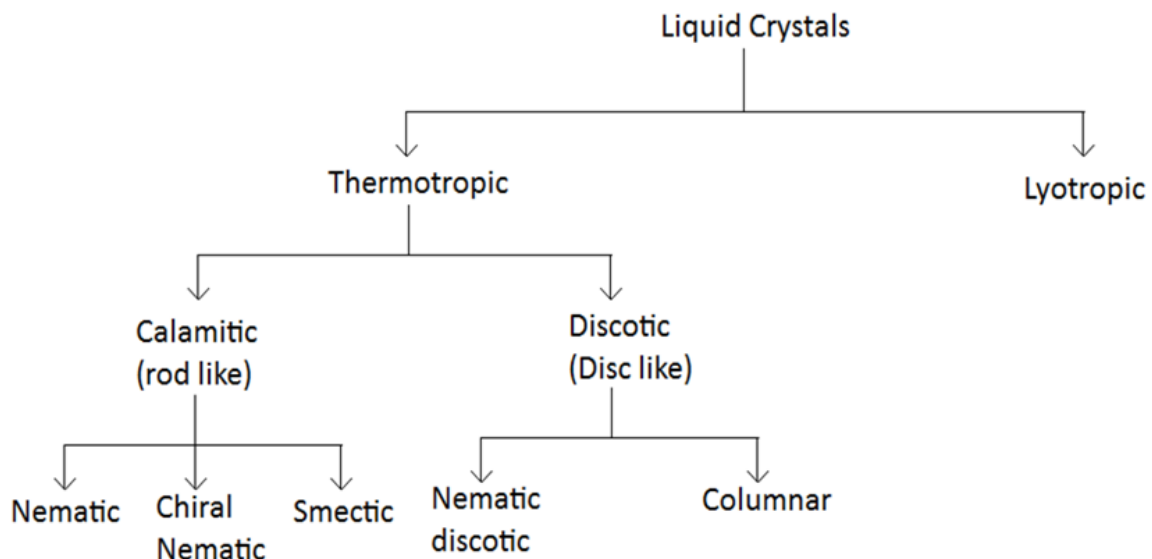 Liquid Crystals
Thermotropic
Lyotropic
Calamitic
(rod like)
Discotic
(Disc like)
Nematic
Chiral
Nematic
Smectic
Nematic
discotic
Columnar